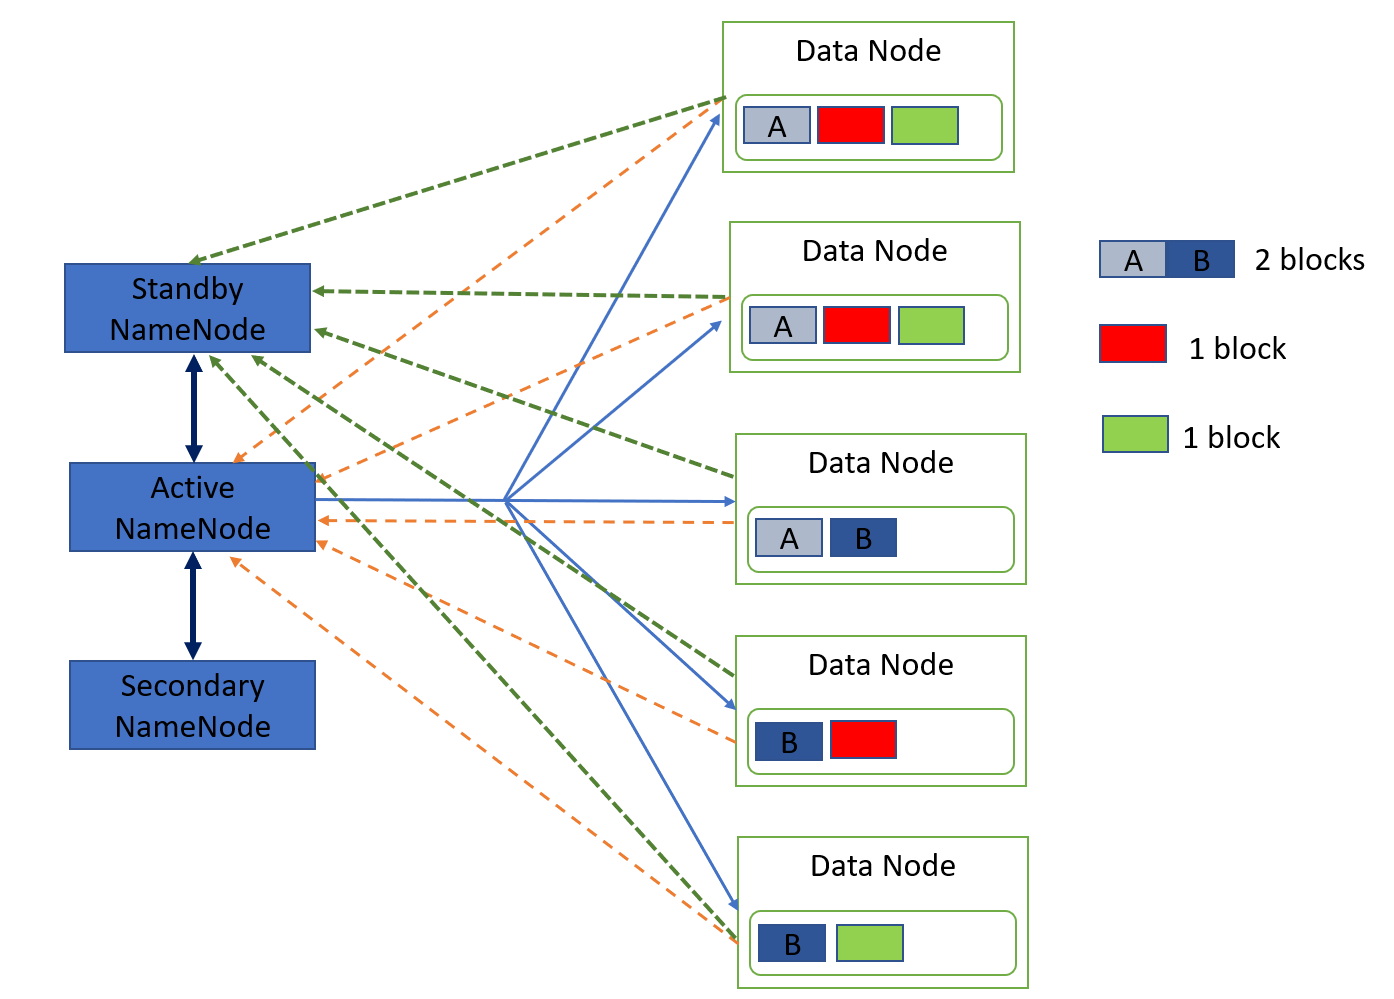 Data Node
A
Data Node
A B 2 blocks
Standby
NameNode
A
1 block
1 block
Data Node
Active
NameNode
A B
Data Node
Secondary
NameNode
B
Data Node
B